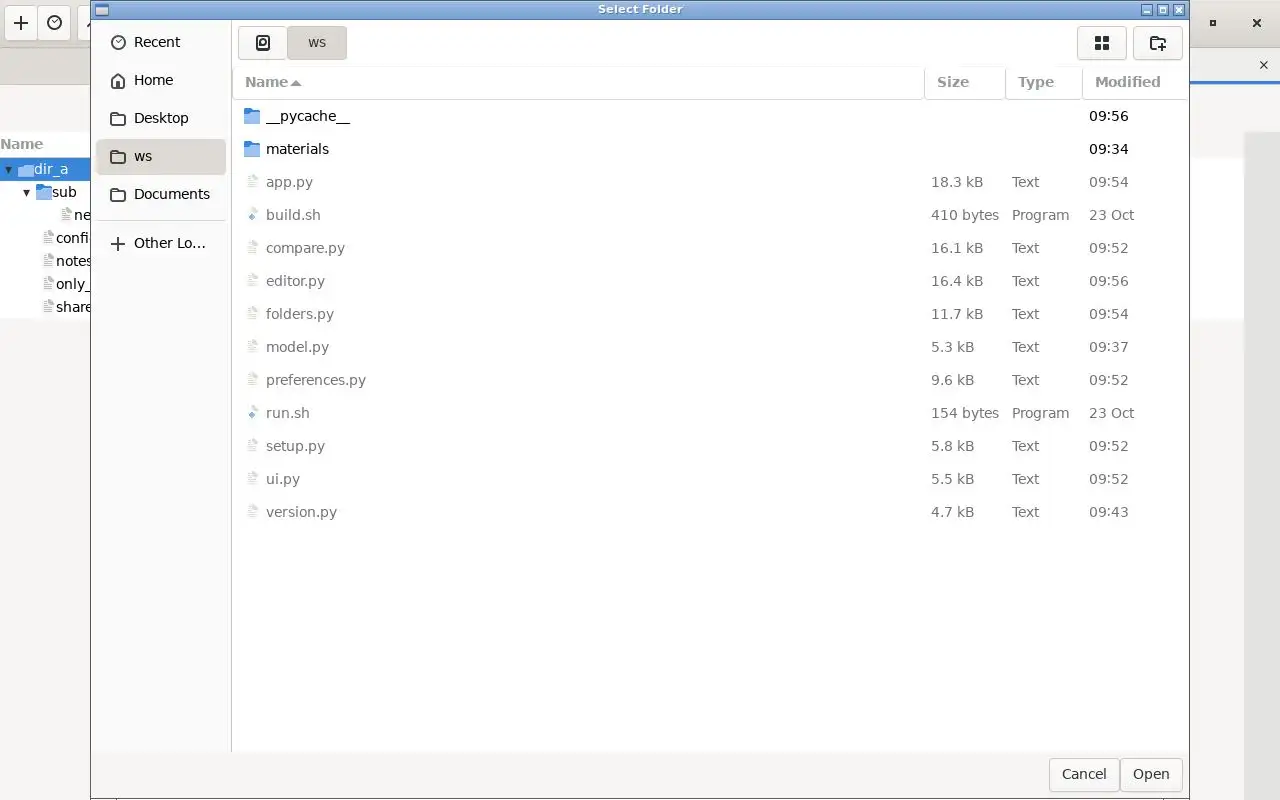 Select Folder
Recent
Home
Desktop
ws
Documents
Other Lo...
ws
Name Size Type Modified
__pycache__ 09:56
materials 09:34
app.py 18.3 kB Text 09:54
build.sh 410 bytes Program 23 Oct
compare.py 16.1 kB Text 09:52
editor.py 16.4 kB Text 09:56
folders.py 11.7 kB Text 09:54
model.py 5.3 kB Text 09:37
preferences.py 9.6 kB Text 09:52
run.sh 154 bytes Program 23 Oct
setup.py 5.8 kB Text 09:52
ui.py 5.5 kB Text 09:52
version.py 4.7 kB Text 09:43
Cancel Open
Name
dir_a
sub
ne
confi
notes
only_
share